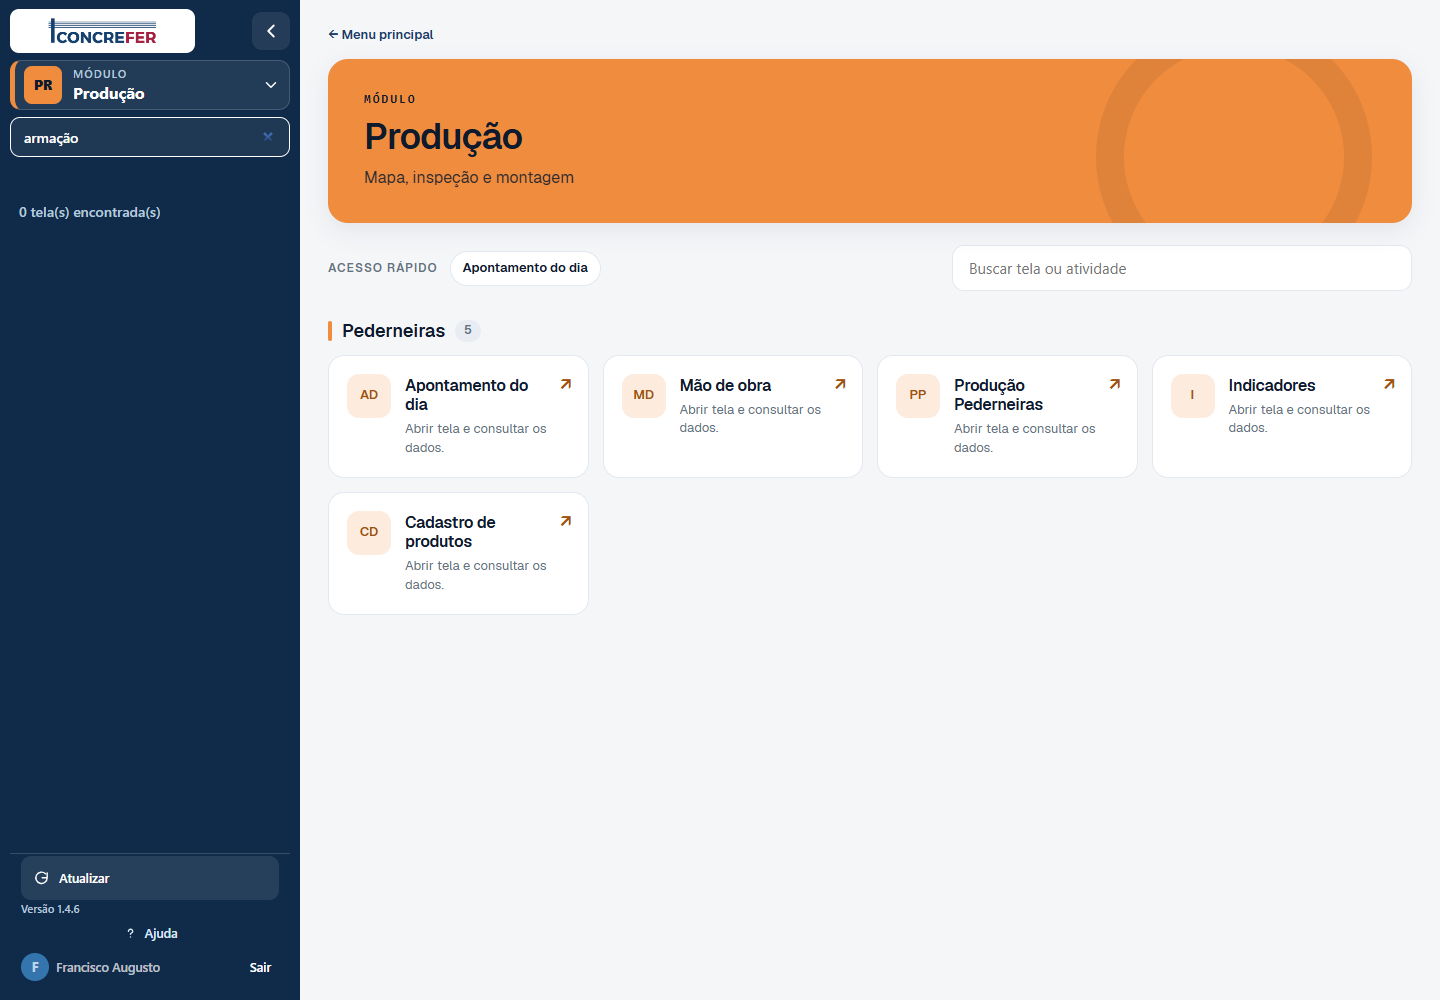 CONCREFER
PR
MÓDULO
Produção
armação
0 tela(s) encontrada(s)
Atualizar
Versão 1.4.6
? Ajuda
F
Francisco Augusto
Sair
← Menu principal
MÓDULO
Produção
Mapa, inspeção e montagem
ACESSO RÁPIDO
Apontamento do dia
Buscar tela ou atividade
Pederneiras
5
AD
Apontamento do
dia
Abrir tela e consultar os
dados.
MD
Mão de obra
Abrir tela e consultar os
dados.
PP
Produção
Pederneiras
Abrir tela e consultar os
dados.
I
Indicadores
Abrir tela e consultar os
dados.
CD
Cadastro de
produtos
Abrir tela e consultar os
dados.